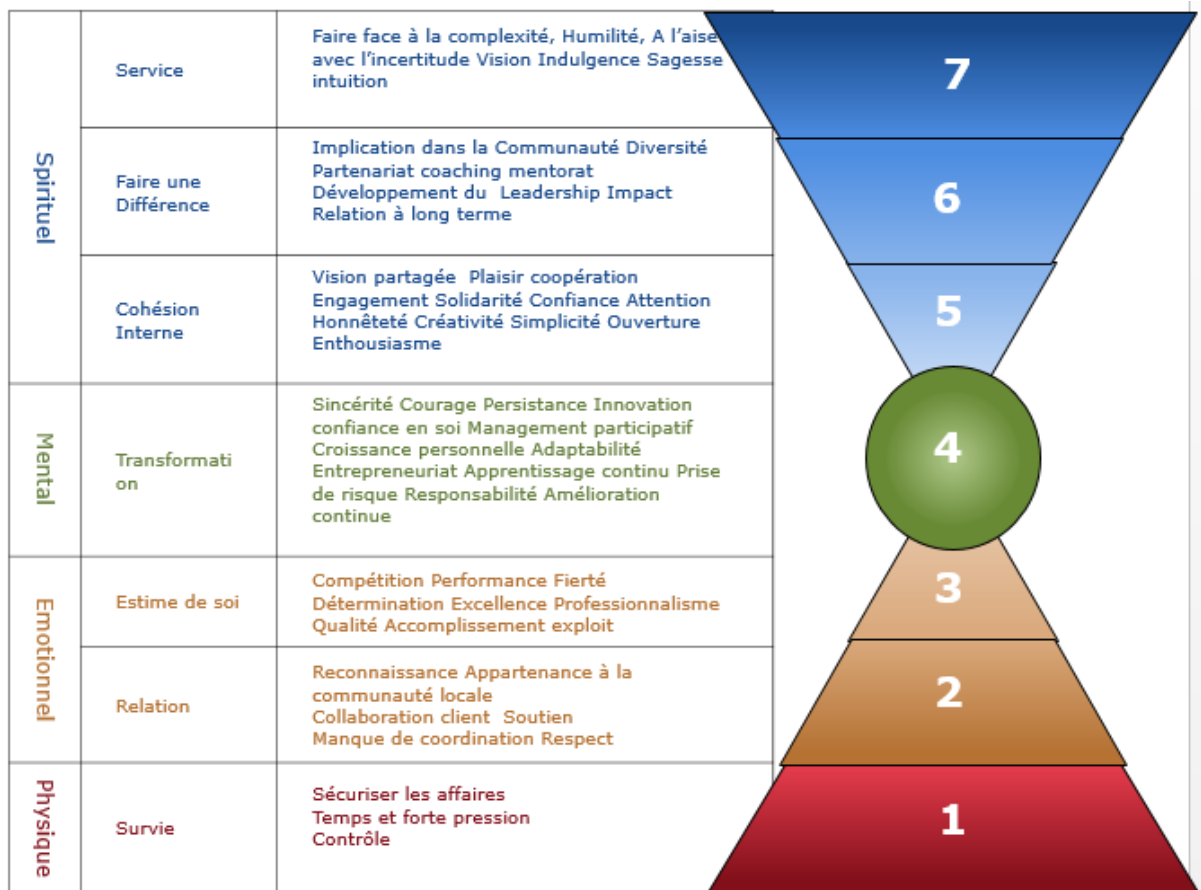 Spirituel
Service
Faire face à la complexité, Humilité, A l’aise
avec l’incertitude Vision Indulgence Sagesse
intuition
7
Faire une
Différence
Implication dans la Communauté Diversité
Partenariat coaching mentorat
Développement du  Leadership Impact
Relation à long terme
6
Cohésion
Interne
Vision partagée  Plaisir coopération
Engagement Solidarité Confiance Attention
Honnêteté Créativité Simplicité Ouverture
Enthousiasme
5
Mental
Transformati
on
Sincérité Courage Persistance Innovation
confiance en soi Management participatif
Croissance personnelle Adaptabilité
Entrepreneuriat Apprentissage continu Prise
de risque Responsabilité Amélioration
continue
4
Emotionnel
Estime de soi
Compétition Performance Fierté
Détermination Excellence Professionnalisme
Qualité Accomplissement exploit
3
Relation
Reconnaissance Appartenance à la
communauté locale
Collaboration client  Soutien
Manque de coordination Respect
2
Physique
Survie
Sécuriser les affaires
Temps et forte pression
Contrôle
1